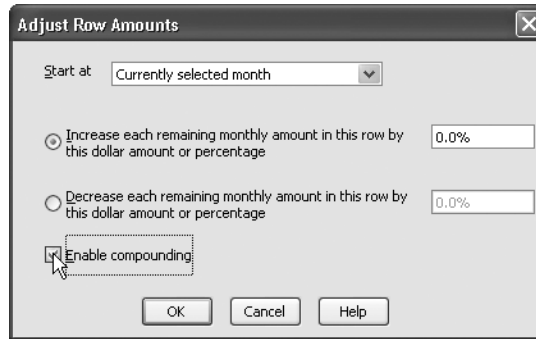 Adjust Row Amounts
Start at
Currently selected month
Increase each remaining monthly amount in this row by
this dollar amount or percentage
0.0%
Decrease each remaining monthly amount in this row by
this dollar amount or percentage
0.0%
Enable compounding
OK
Cancel
Help